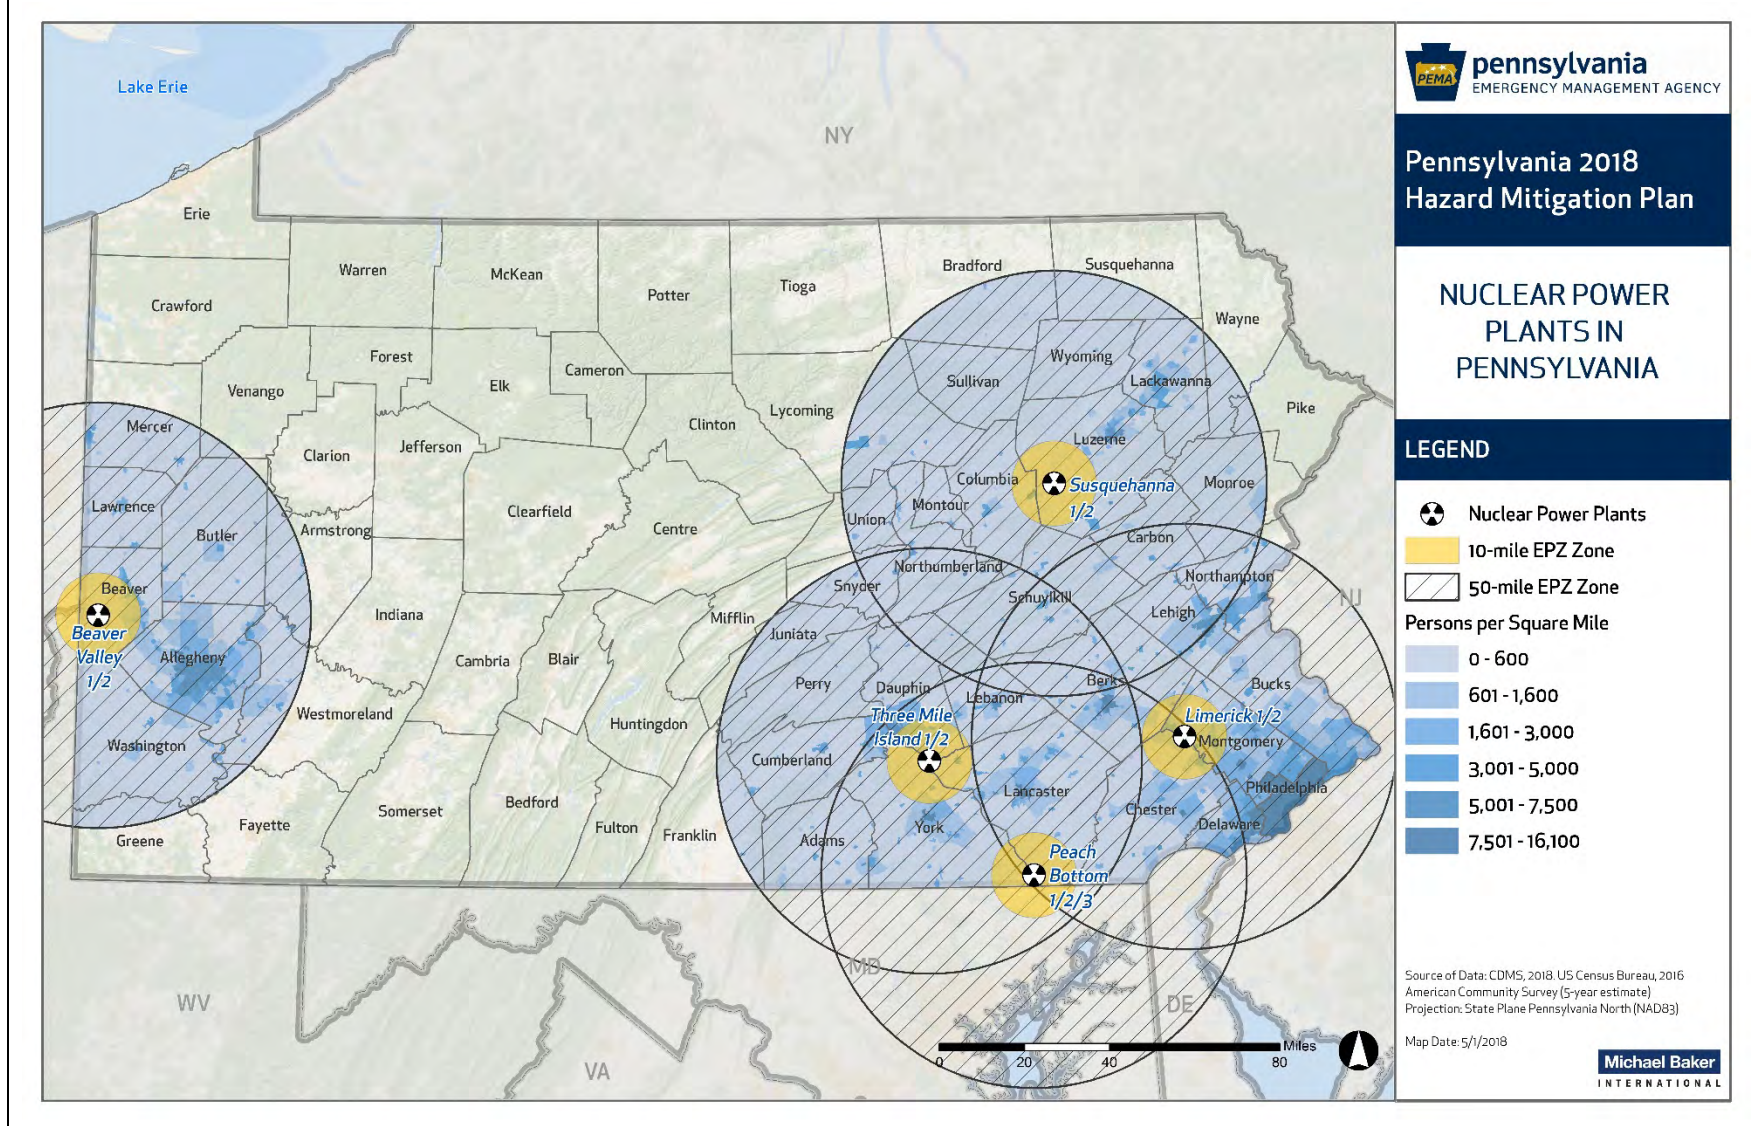 Lake Erie
NY
Erie
Warren
McKean
Potter
Tioga
Bradford
Susquehanna
Wayne
Crawford
Forest
Cameron
Elk
Venango
Sullivan
Wyoming
Lackawanna
Pike
Lycoming
Clinton
Mercer
Clarion
Jefferson
Luzerne
Columbia
Monroe
Susquehanna
1/2
Montour
Union
Lawrence
Clearfield
Centre
Butler
Armstrong
Carbon
Northumberland
Northampton
Snyder
Schuylkill
Lehigh
NJ
Beaver
Beaver
Valley
1/2
Indiana
Mifflin
Juniata
Allegheny
Cambria
Blair
Perry
Dauphin
Lebanon
Berks
Bucks
Westmoreland
Huntingdon
Three Mile
Island 1/2
Limerick 1/2
Montgomery
Washington
Cumberland
Lancaster
Philadelphia
Somerset
Bedford
Chester
Delaware
Greene
Fayette
Fulton
Franklin
Adams
York
Peach
Bottom
1/2/3
MD
WV
VA
DE
0
20
40
80
Miles
PEMA
pennsylvania
EMERGENCY MANAGEMENT AGENCY
Pennsylvania 2018
Hazard Mitigation Plan
NUCLEAR POWER
PLANTS IN
PENNSYLVANIA
LEGEND
Nuclear Power Plants
10-mile EPZ Zone
50-mile EPZ Zone
Persons per Square Mile
0 - 600
601 - 1,600
1,601 - 3,000
3,001 - 5,000
5,001 - 7,500
7,501 - 16,100
Source of Data: CDMS, 2018. US Census Bureau, 2016
American Community Survey (5-year estimate)
Projection: State Plane Pennsylvania North (NAD83)
Map Date: 5/1/2018
Michael Baker
INTERNATIONAL